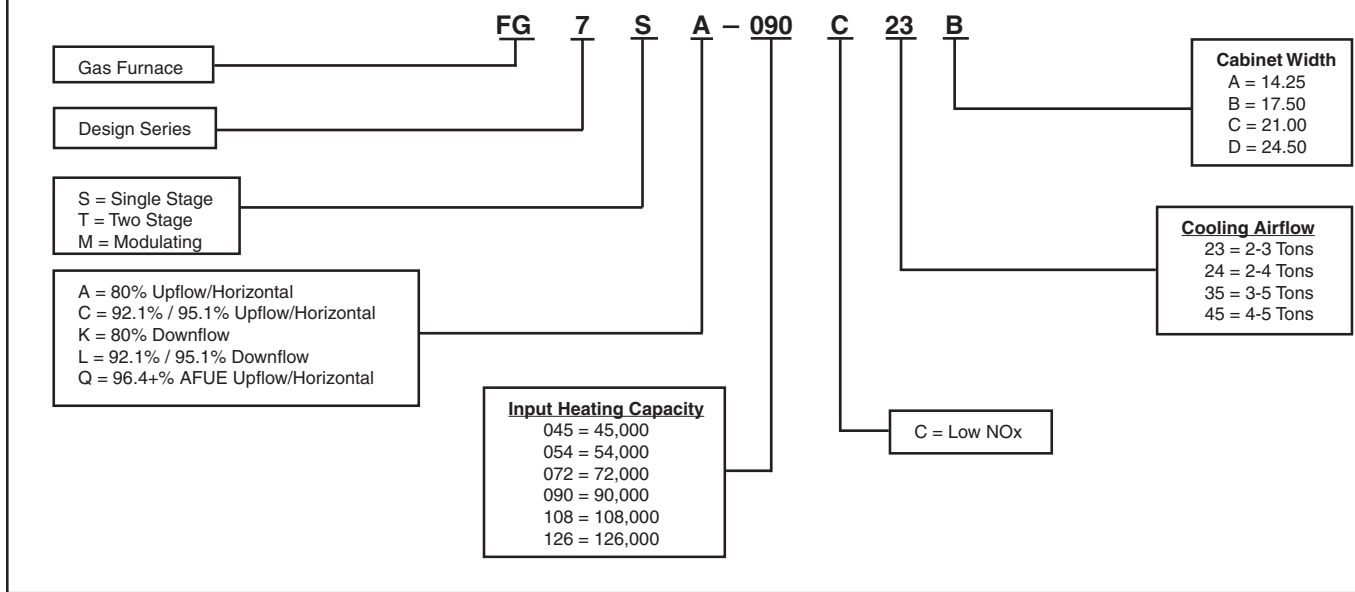 FG 7 S A – 090 C 23 B
Gas Furnace
Design Series
S = Single Stage
T = Two Stage
M = Modulating
A = 80% Upflow/Horizontal
C = 92.1% / 95.1% Upflow/Horizontal
K = 80% Downflow
L = 92.1% / 95.1% Downflow
Q = 96.4+% AFUE Upflow/Horizontal
Input Heating Capacity
045 = 45,000
054 = 54,000
072 = 72,000
090 = 90,000
108 = 108,000
126 = 126,000
C = Low NOx
Cooling Airflow
23 = 2-3 Tons
24 = 2-4 Tons
35 = 3-5 Tons
45 = 4-5 Tons
Cabinet Width
A = 14.25
B = 17.50
C = 21.00
D = 24.50